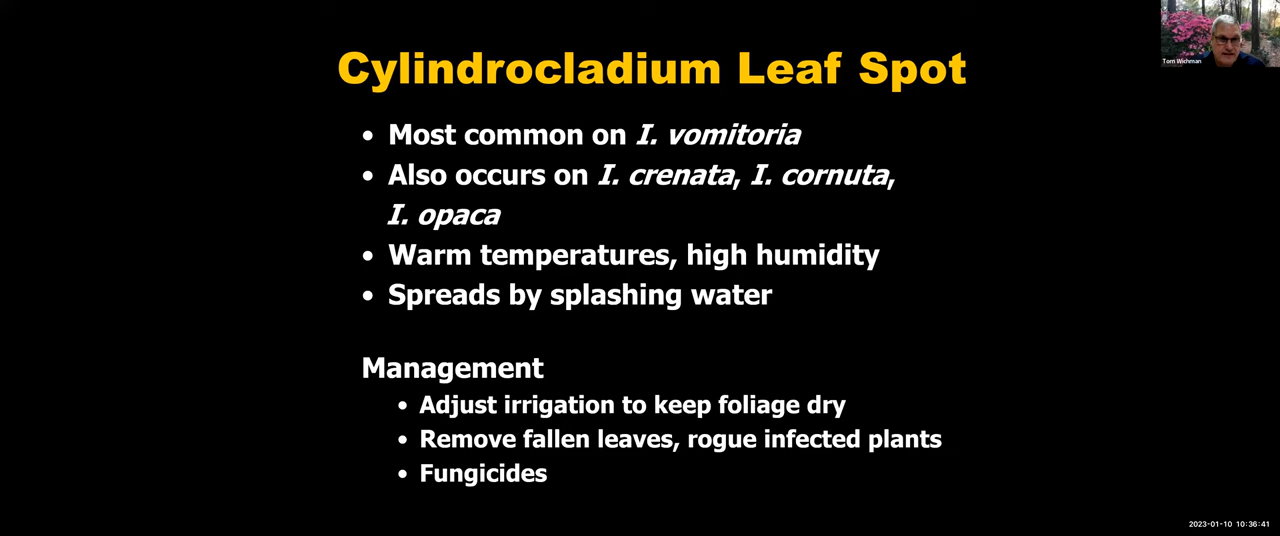 Cylindrocladium Leaf Spot
Tom Wichman
• Most common on I. vomitoria
• Also occurs on I. crenata, I. cornuta,
I. opaca
• Warm temperatures, high humidity
• Spreads by splashing water
Management
• Adjust irrigation to keep foliage dry
• Remove fallen leaves, rogue infected plants
• Fungicides
2023-01-10 10:36:41